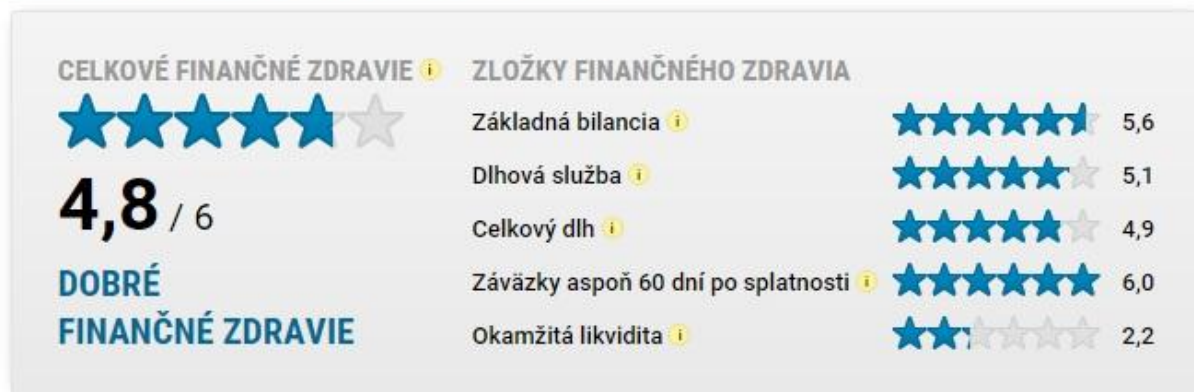 CELKOVÉ FINANČNÉ ZDRAVIE i
4,8 / 6
DOBRÉ
FINANČNÉ ZDRAVIE
ZLOŽKY FINANČNÉHO ZDRAVIA
Základná bilancia i 5,6
Dlhová služba i 5,1
Celkový dlh i 4,9
Záväzky aspoň 60 dní po splatnosti i 6,0
Okamžitá likvidita i 2,2